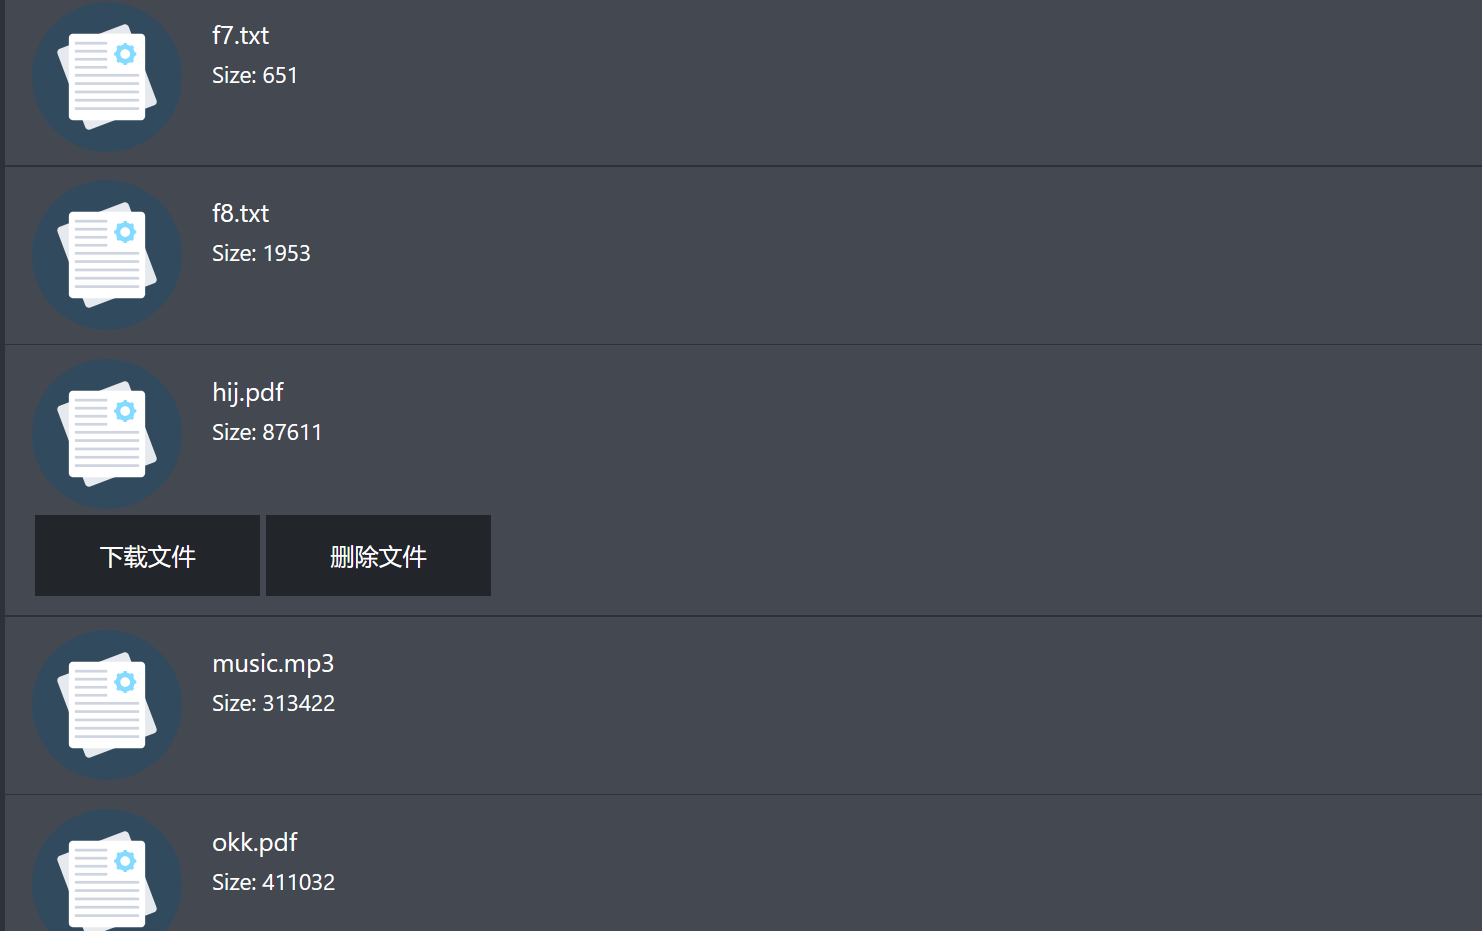 f7.txt
Size: 651
f8.txt
Size: 1953
hij.pdf
Size: 87611
下载文件
删除文件
music.mp3
Size: 313422
okk.pdf
Size: 411032